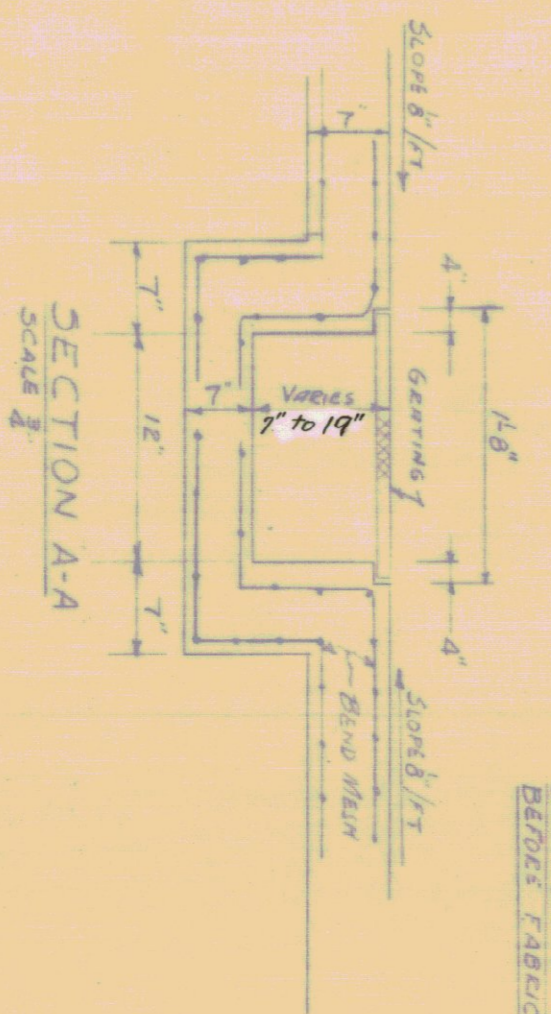 BEFORE FABRIC
SLOPE 1/8" /FT
SLOPE 1/8" /FT
1'-8"
4"
4"
GRATING
7"
VARIES
7" to 19"
7"
BEND MESH
7"
12"
7"
SECTION A-A
SCALE 3/4"